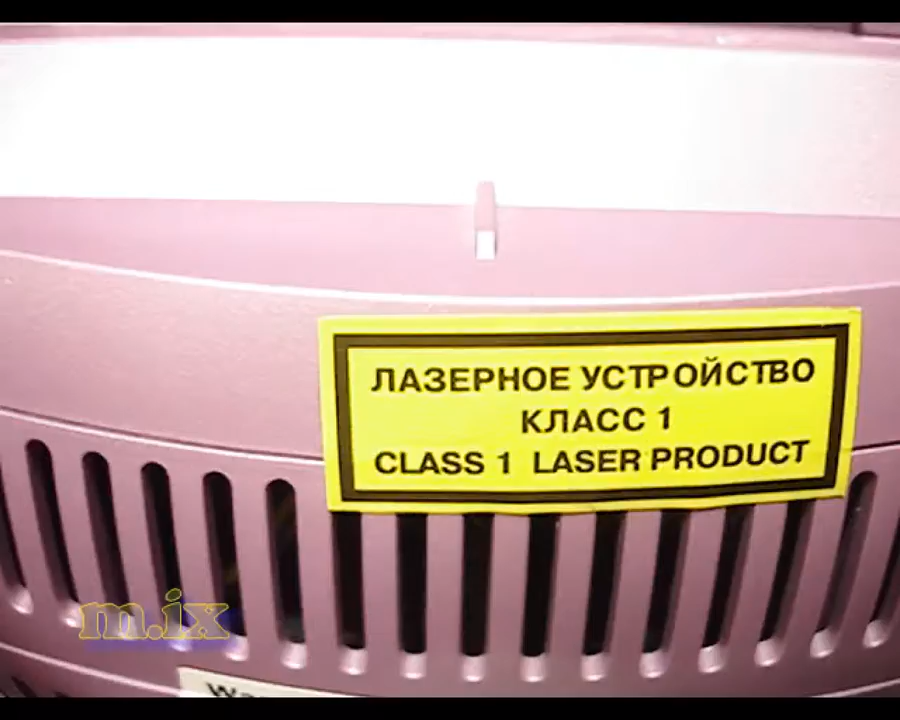 ЛАЗЕРНОЕ УСТРОЙСТВО
КЛАСС 1
CLASS 1 LASER PRODUCT
m.ix